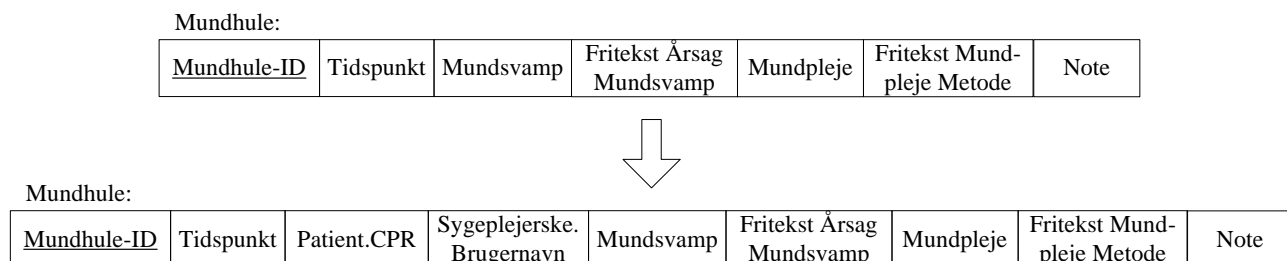 Mundhule:
Mundhule-ID Tidspunkt Mundsvamp Fritekst Årsag Mundsvamp Mundpleje Fritekst Mund-pleje Metode Note
Mundhule:
Mundhule-ID Tidspunkt Patient.CPR Sygeplejerske. Brugernavn Mundsvamp Fritekst Årsag Mundsvamp Mundpleje Fritekst Mund-pleje Metode Note